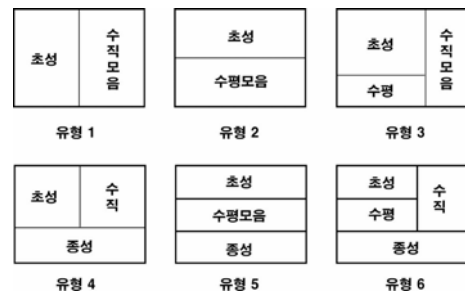 초성 수직모음
초성
수평모음
초성 수직모음
수평
유형 1 유형 2 유형 3
초성 수직
종성
초성
수평모음
종성
초성 수직
수평
종성
유형 4 유형 5 유형 6